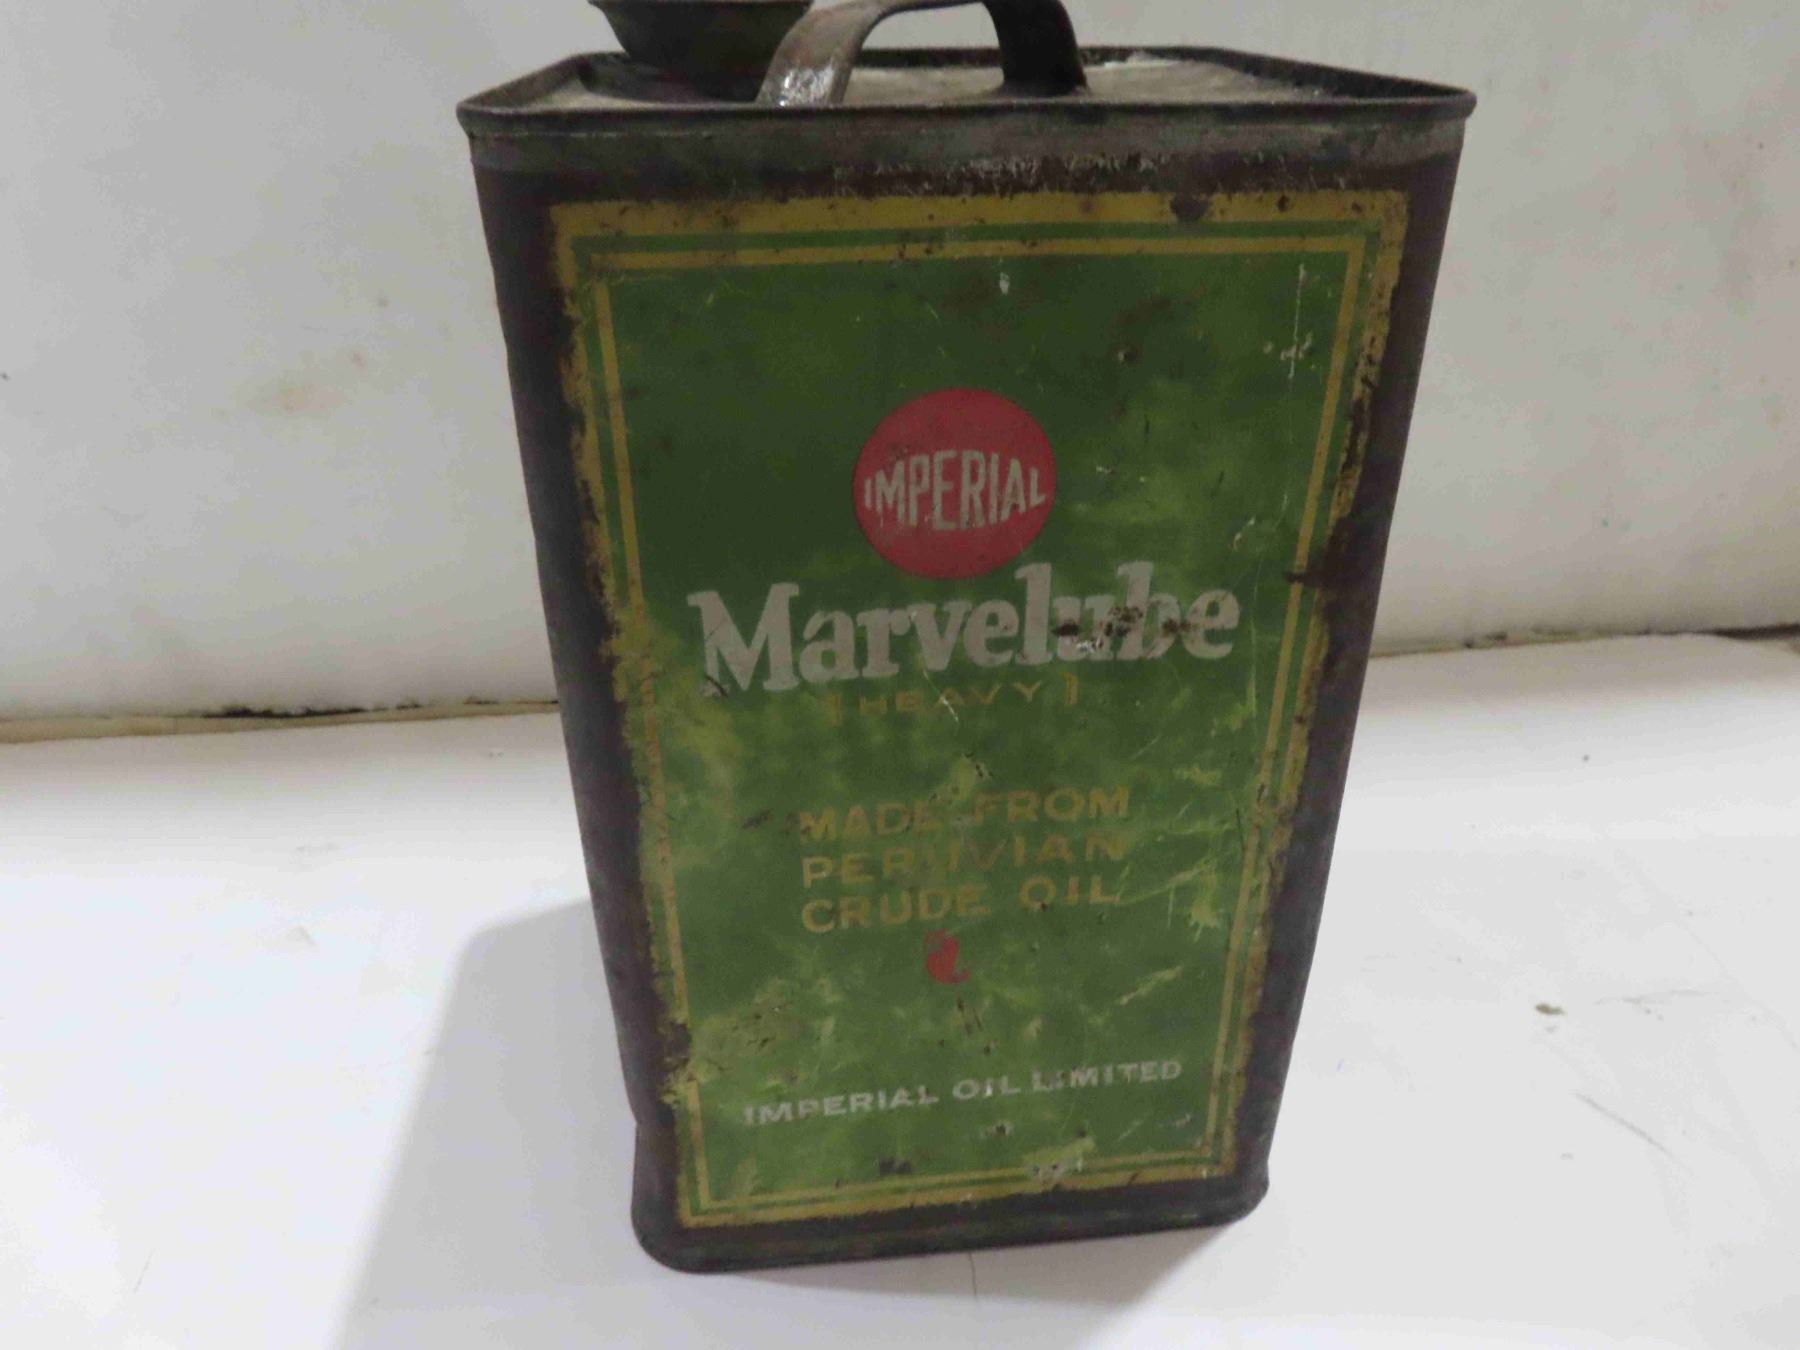 IMPERIAL
Marvelube
[HEAVY]
MADE FROM
PERUVIAN
CRUDE OIL
IMPERIAL OIL LIMITED